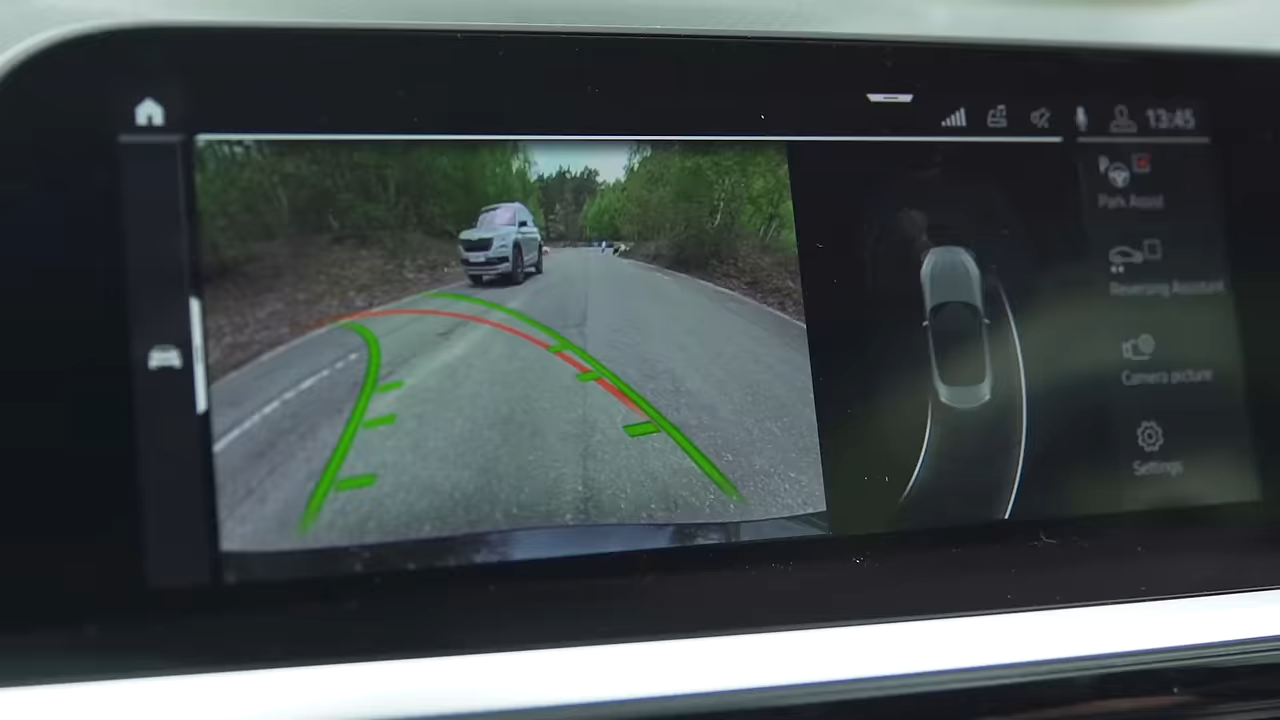 13:45
P
Park Assist
Reversing Assistant
Camera picture
Settings